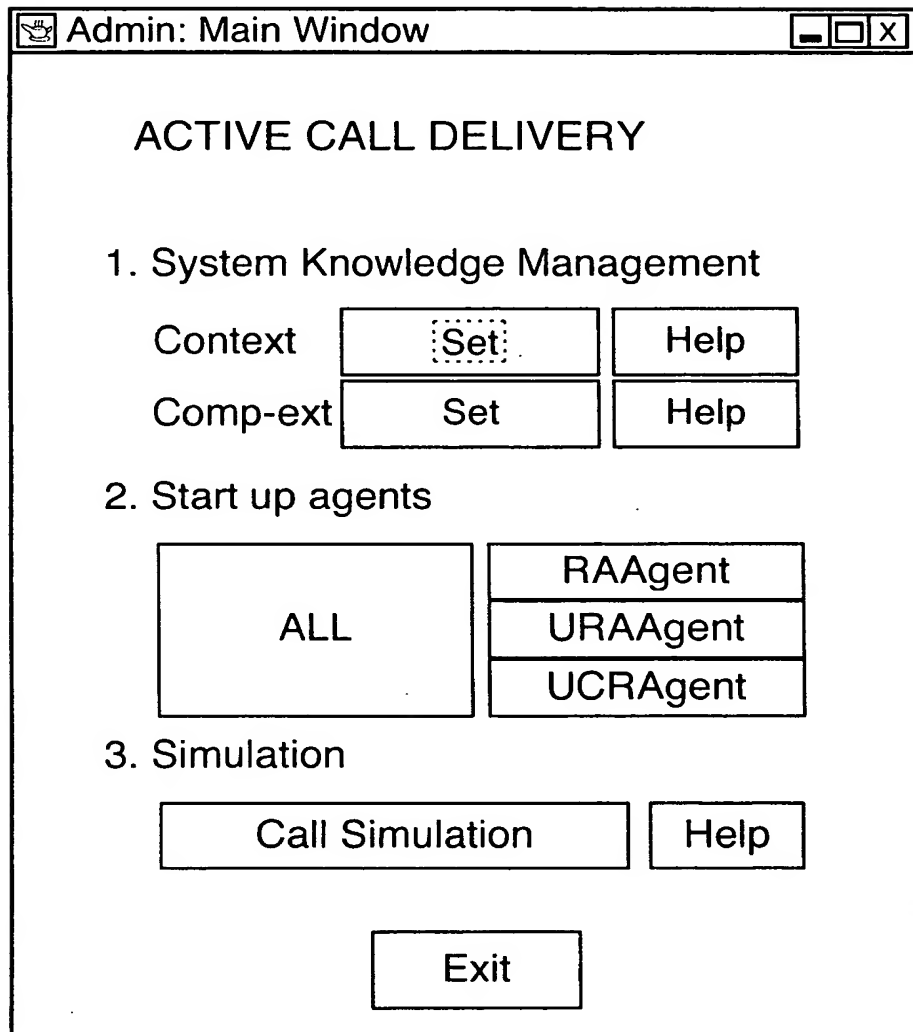 Admin: Main Window X
ACTIVE CALL DELIVERY
1. System Knowledge Management
Context Set Help
Comp-ext Set Help
2. Start up agents
ALL
RAAgent
URAAgent
UCRAgent
3. Simulation
Call Simulation Help
Exit